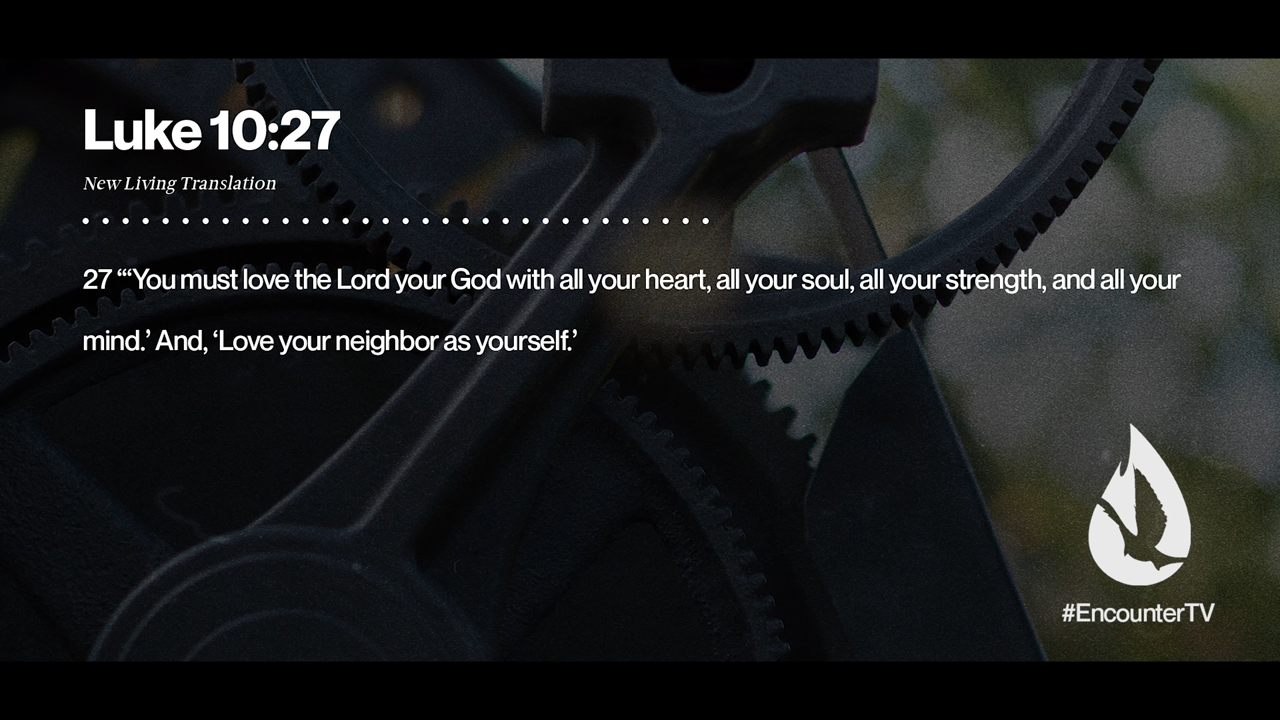 Luke 10:27
New Living Translation
27 “‘You must love the Lord your God with all your heart, all your soul, all your strength, and all your
mind.’ And, ‘Love your neighbor as yourself.’
#EncounterTV